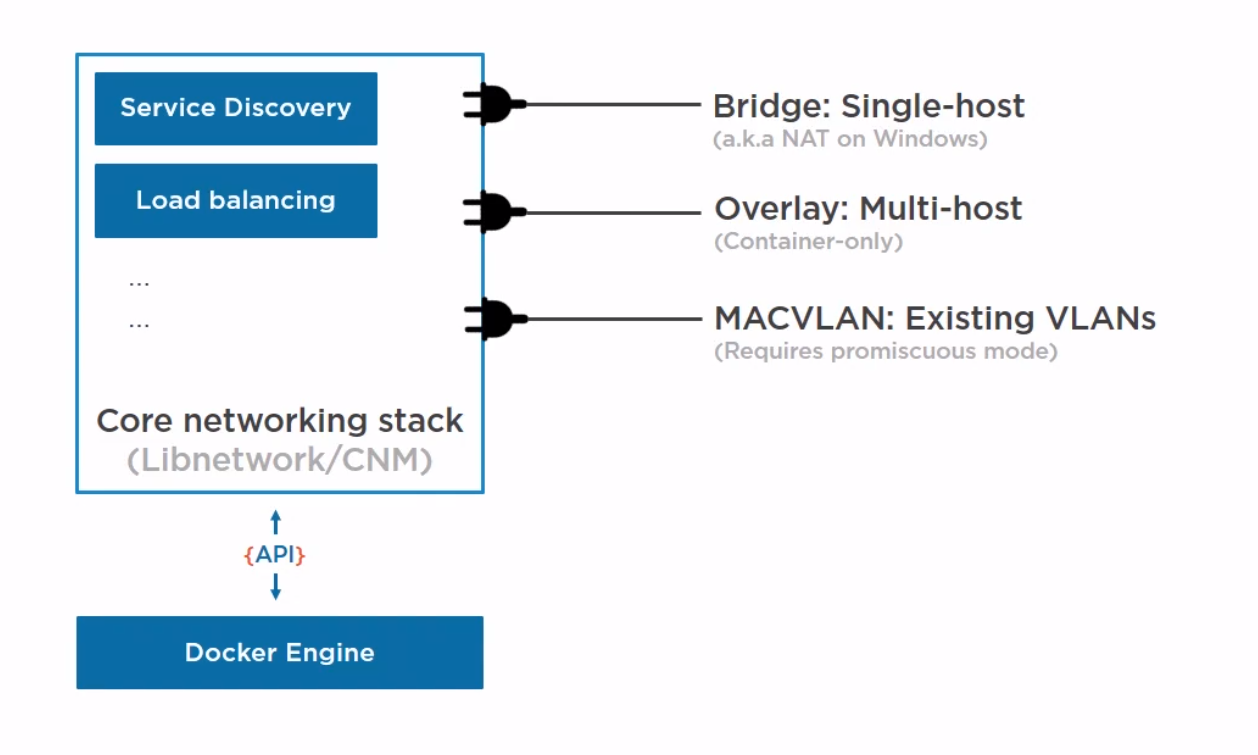 Service Discovery
Load balancing
...
...
Core networking stack
(Libnetwork/CNM)
{API}
Docker Engine
Bridge: Single-host
(a.k.a NAT on Windows)
Overlay: Multi-host
(Container-only)
MACVLAN: Existing VLANs
(Requires promiscuous mode)